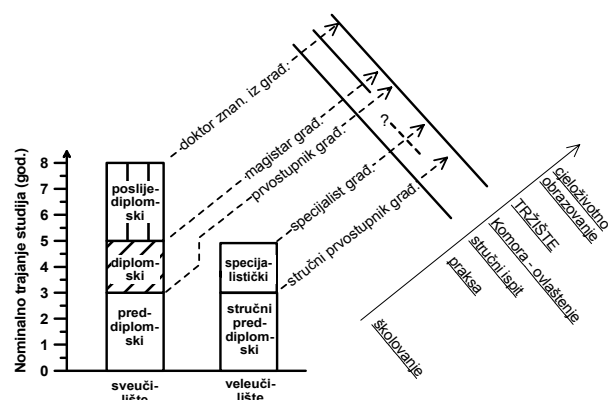 Nominalno trajanje studija (god.)
8
7
6
5
4
3
2
1
0
poslije-
diplom-
ski
diplom-
ski
pred-
diplom-
ski
sveuči-
lište
specija-
listički
stručni
pred-
diplom-
ski
veleuči-
lište
doktor znan. iz građ.
magistar građ.
prvostupnik građ.
specijalist građ.
stručni prvostupnik građ.
?
školovanje
praksa
stručni ispit
Komora - ovlaštenje
TRŽIŠTE
cjeloživotno
obrazovanje